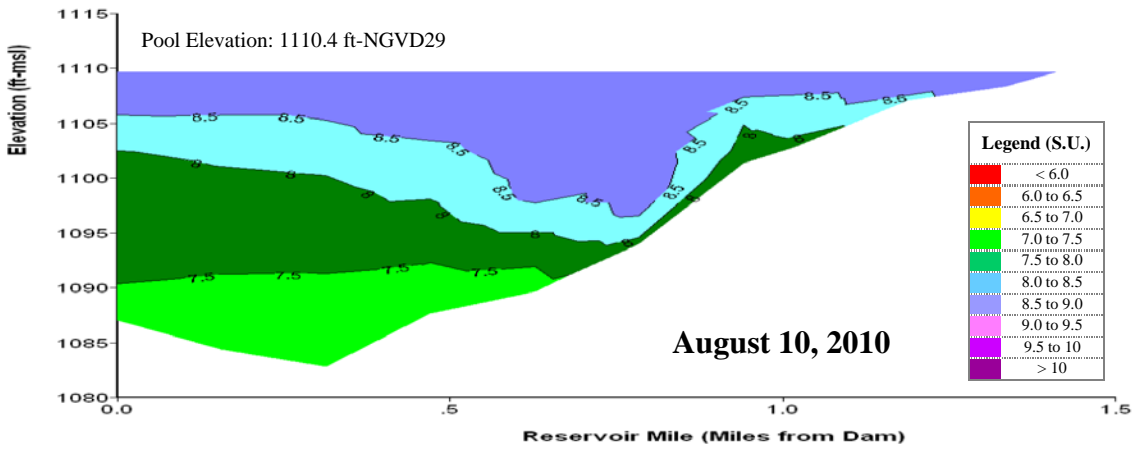 1115
Pool Elevation: 1110.4 ft-NGVD29
1110
1105
1100
1095
1090
1085
1080
Elevation (ft-msl)
8.5
8.5
8.5
8.5
8.5
8.5
8.5
8.5
8.5
8.5
8
8
8
8
8
8
8
8
8
7.5
7.5
7.5
7.5
August 10, 2010
Legend (S.U.)
< 6.0
6.0 to 6.5
6.5 to 7.0
7.0 to 7.5
7.5 to 8.0
8.0 to 8.5
8.5 to 9.0
9.0 to 9.5
9.5 to 10
> 10
0.0
.5
1.0
1.5
Reservoir Mile (Miles from Dam)